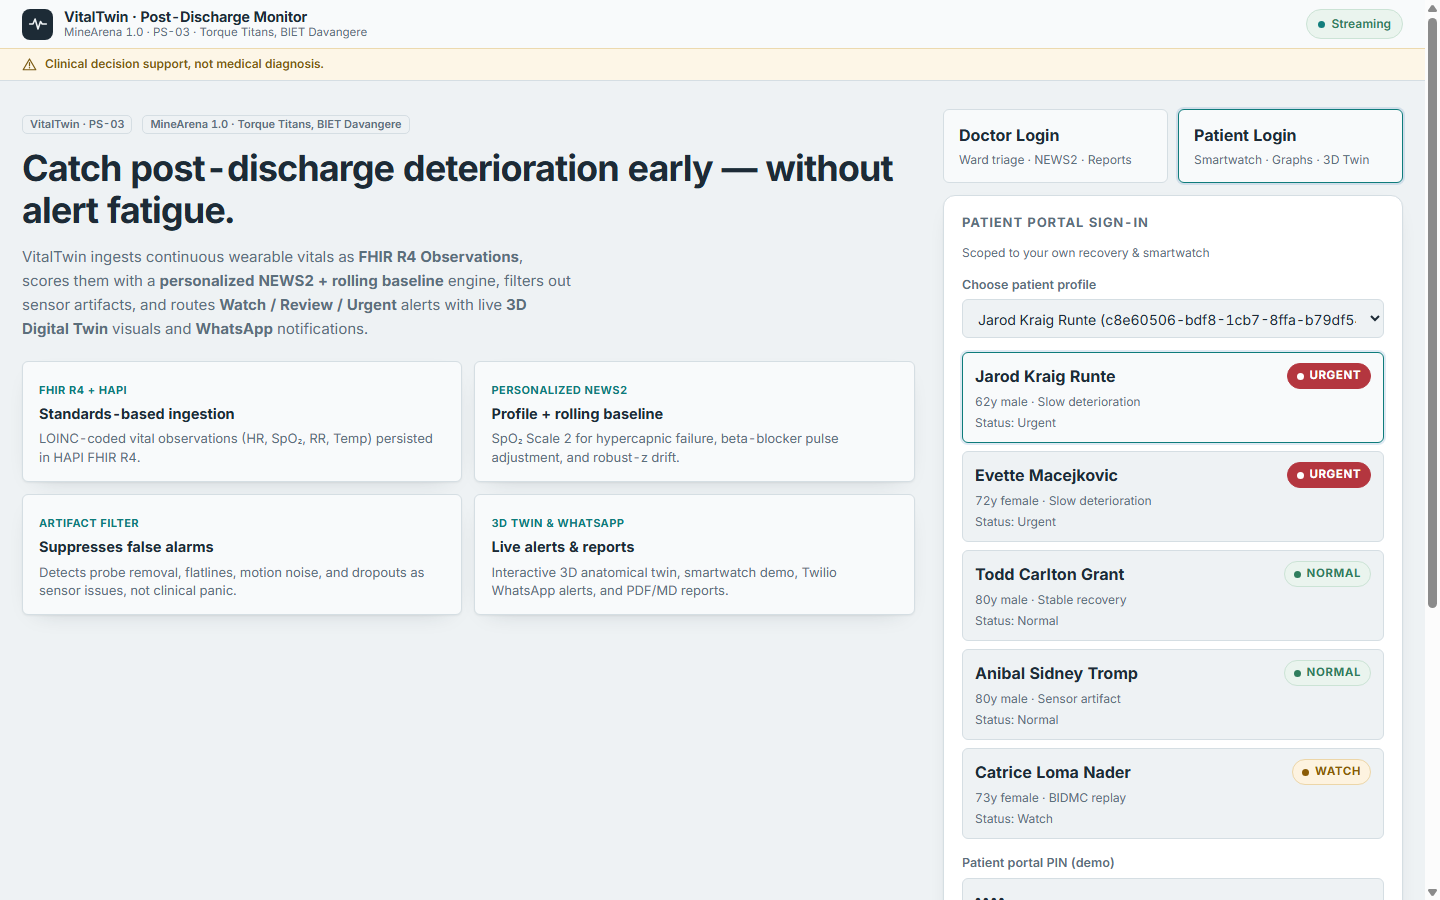 VitalTwin · Post-Discharge Monitor
MineArena 1.0 · PS-03 · Torque Titans, BIET Davangere
Streaming
Clinical decision support, not medical diagnosis.
VitalTwin · PS-03
MineArena 1.0 · Torque Titans, BIET Davangere
Catch post-discharge deterioration early — without
alert fatigue.
VitalTwin ingests continuous wearable vitals as FHIR R4 Observations,
scores them with a personalized NEWS2 + rolling baseline engine, filters out
sensor artifacts, and routes Watch / Review / Urgent alerts with live 3D
Digital Twin visuals and WhatsApp notifications.
FHIR R4 + HAPI
Standards-based ingestion
LOINC-coded vital observations (HR, SpO₂, RR, Temp) persisted
in HAPI FHIR R4.
PERSONALIZED NEWS2
Profile + rolling baseline
SpO₂ Scale 2 for hypercapnic failure, beta-blocker pulse
adjustment, and robust-z drift.
ARTIFACT FILTER
Suppresses false alarms
Detects probe removal, flatlines, motion noise, and dropouts as
sensor issues, not clinical panic.
3D TWIN & WHATSAPP
Live alerts & reports
Interactive 3D anatomical twin, smartwatch demo, Twilio
WhatsApp alerts, and PDF/MD reports.
Doctor Login
Ward triage · NEWS2 · Reports
Patient Login
Smartwatch · Graphs · 3D Twin
PATIENT PORTAL SIGN-IN
Scoped to your own recovery & smartwatch
Choose patient profile
Jarod Kraig Runte (c8e60506-bdf8-1cb7-8ffa-b79df5
Jarod Kraig Runte
URGENT
62y male · Slow deterioration
Status: Urgent
Evette Macejkovic
URGENT
72y female · Slow deterioration
Status: Urgent
Todd Carlton Grant
NORMAL
80y male · Stable recovery
Status: Normal
Anibal Sidney Tromp
NORMAL
80y male · Sensor artifact
Status: Normal
Catrice Loma Nader
WATCH
73y female · BIDMC replay
Status: Watch
Patient portal PIN (demo)